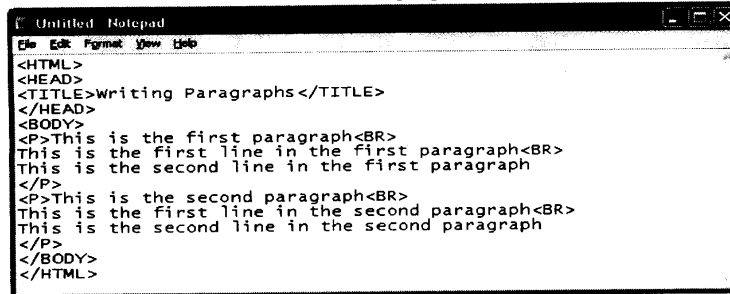 Untitled Notepad
File Edit Format View Help
<HTML>
<HEAD>
<TITLE>Writing Paragraphs</TITLE>
</HEAD>
<BODY>
<P>This is the first paragraph<BR>
This is the first line in the first paragraph<BR>
This is the second line in the first paragraph
</P>
<P>This is the second paragraph<BR>
This is the first line in the second paragraph<BR>
This is the second line in the second paragraph
</P>
</BODY>
</HTML>